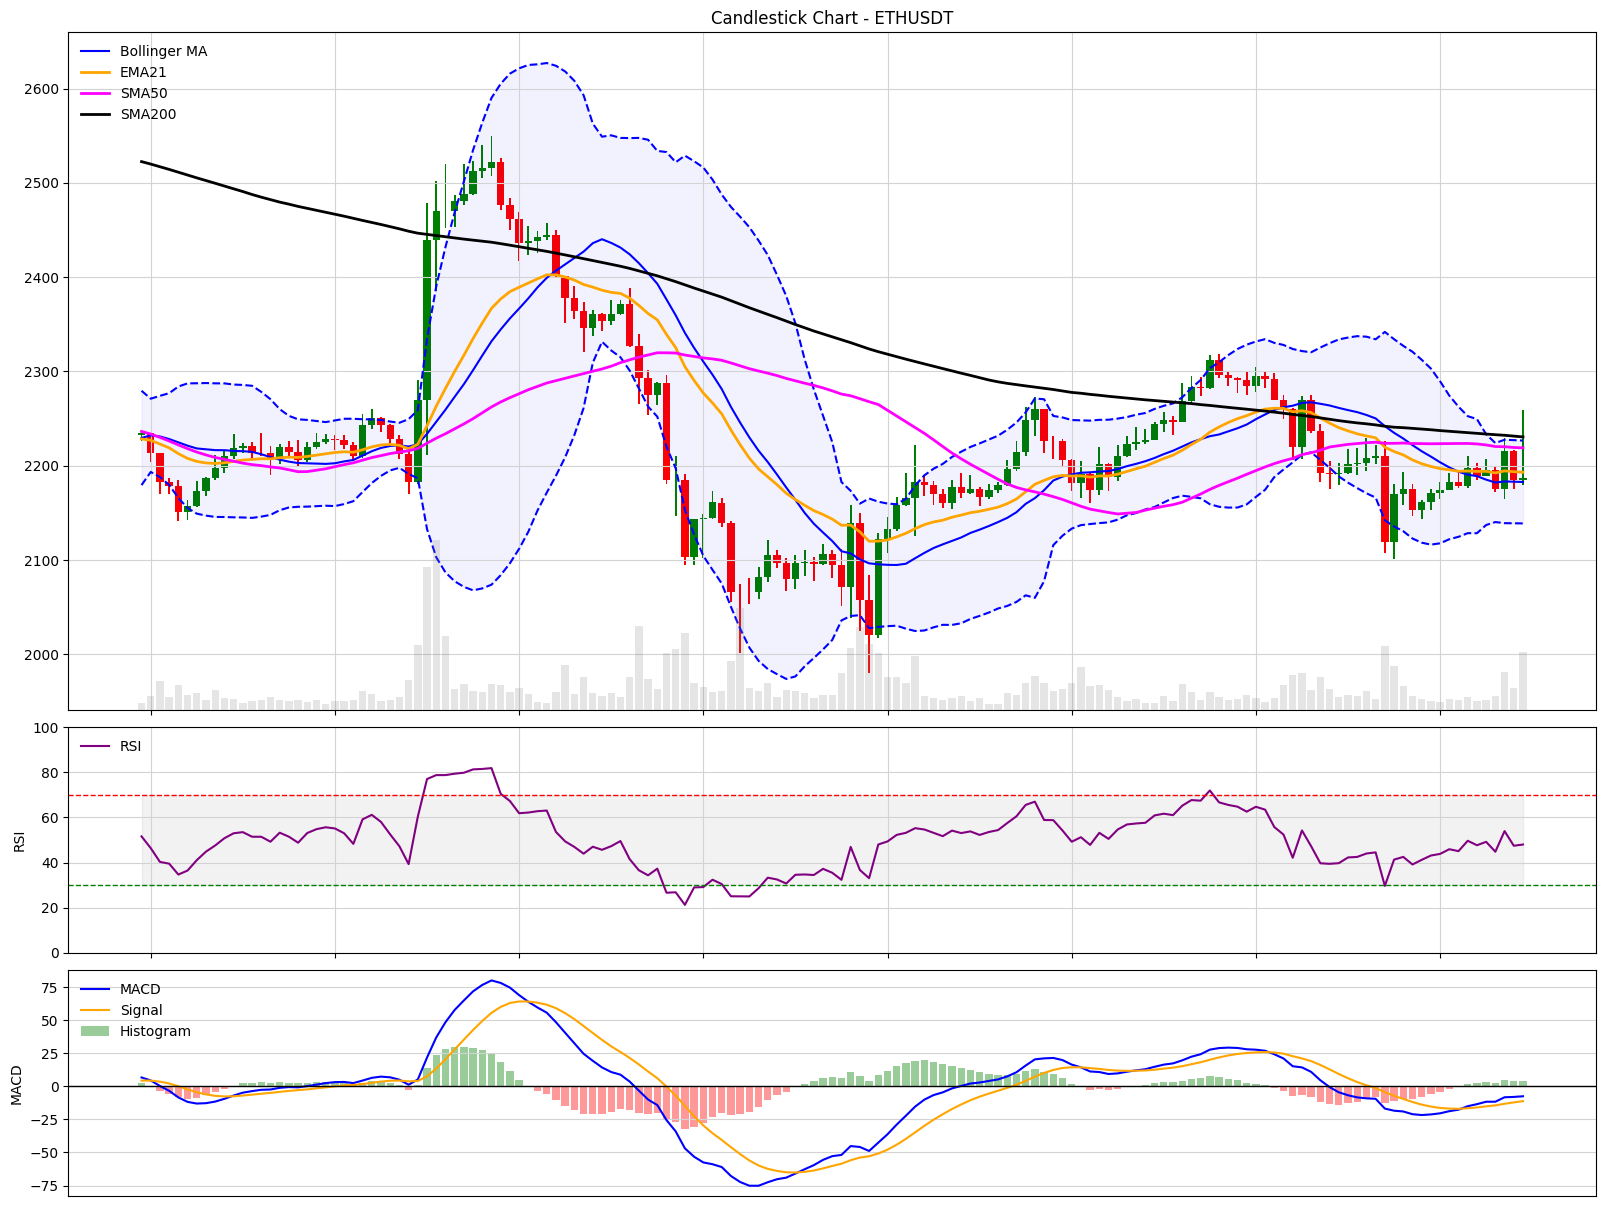 Candlestick Chart - ETHUSDT
Bollinger MA
EMA21
SMA50
SMA200
2600
2500
2400
2300
2200
2100
2000
RSI
100
80
60
40
20
0
RSI
MACD
Signal
Histogram
75
50
25
0
−25
−50
−75
MACD